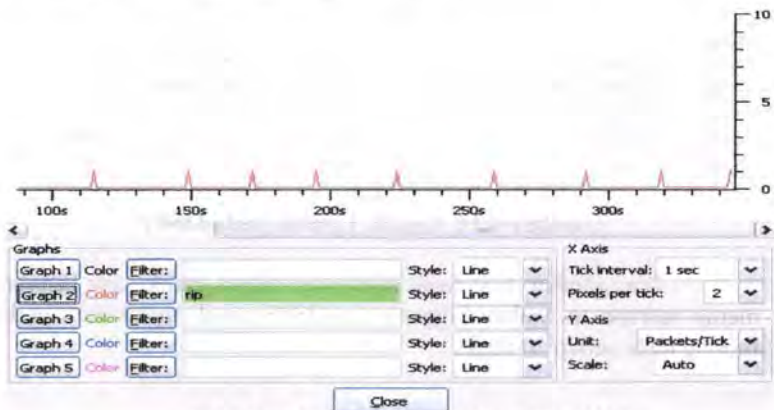 10
5
0
100s 150s 200s 250s 300s
Graphs
Graph 1 Color Filter: Style: Line
Graph 2 Color Filter: rip Style: Line
Graph 3 Color Filter: Style: Line
Graph 4 Color Filter: Style: Line
Graph 5 Color Filter: Style: Line
X Axis
Tick interval: 1 sec
Pixels per tick: 2
Y Axis
Unit: Packets/Tick
Scale: Auto
Close